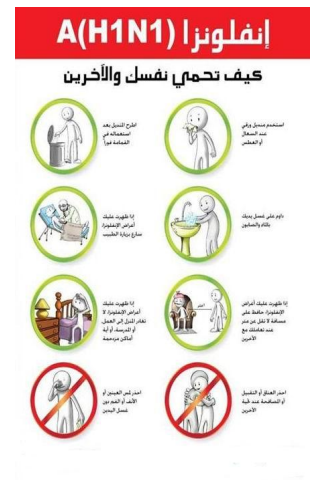 إنفلونزا A(H1N1)
كيف تحمي نفسك والآخرين
استخدم منديل ورقي
عند السعال
أو العطس
اطرح المنديل بعد
استعماله في
القمامة فوراً
داوم على غسل يديك
بالماء والصابون
إذا ظهرت عليك
أعراض الإنفلونزا،
سارع بزيارة الطبيب
إذا ظهرت عليك أعراض
الإنفلونزا، حافظ على
مسافة لا تقل عن متر
عند تعاملك مع
الآخرين
إذا ظهرت عليك
أعراض الإنفلونزا، لا
تغادر المنزل إلى العمل
أو المدرسة، أو أية
أماكن مزدحمة
احذر العناق أو التقبيل
أو المصافحة عند تحية
الآخرين
احذر لمس العينين أو
الأنف أو الفم دون
غسل اليدين